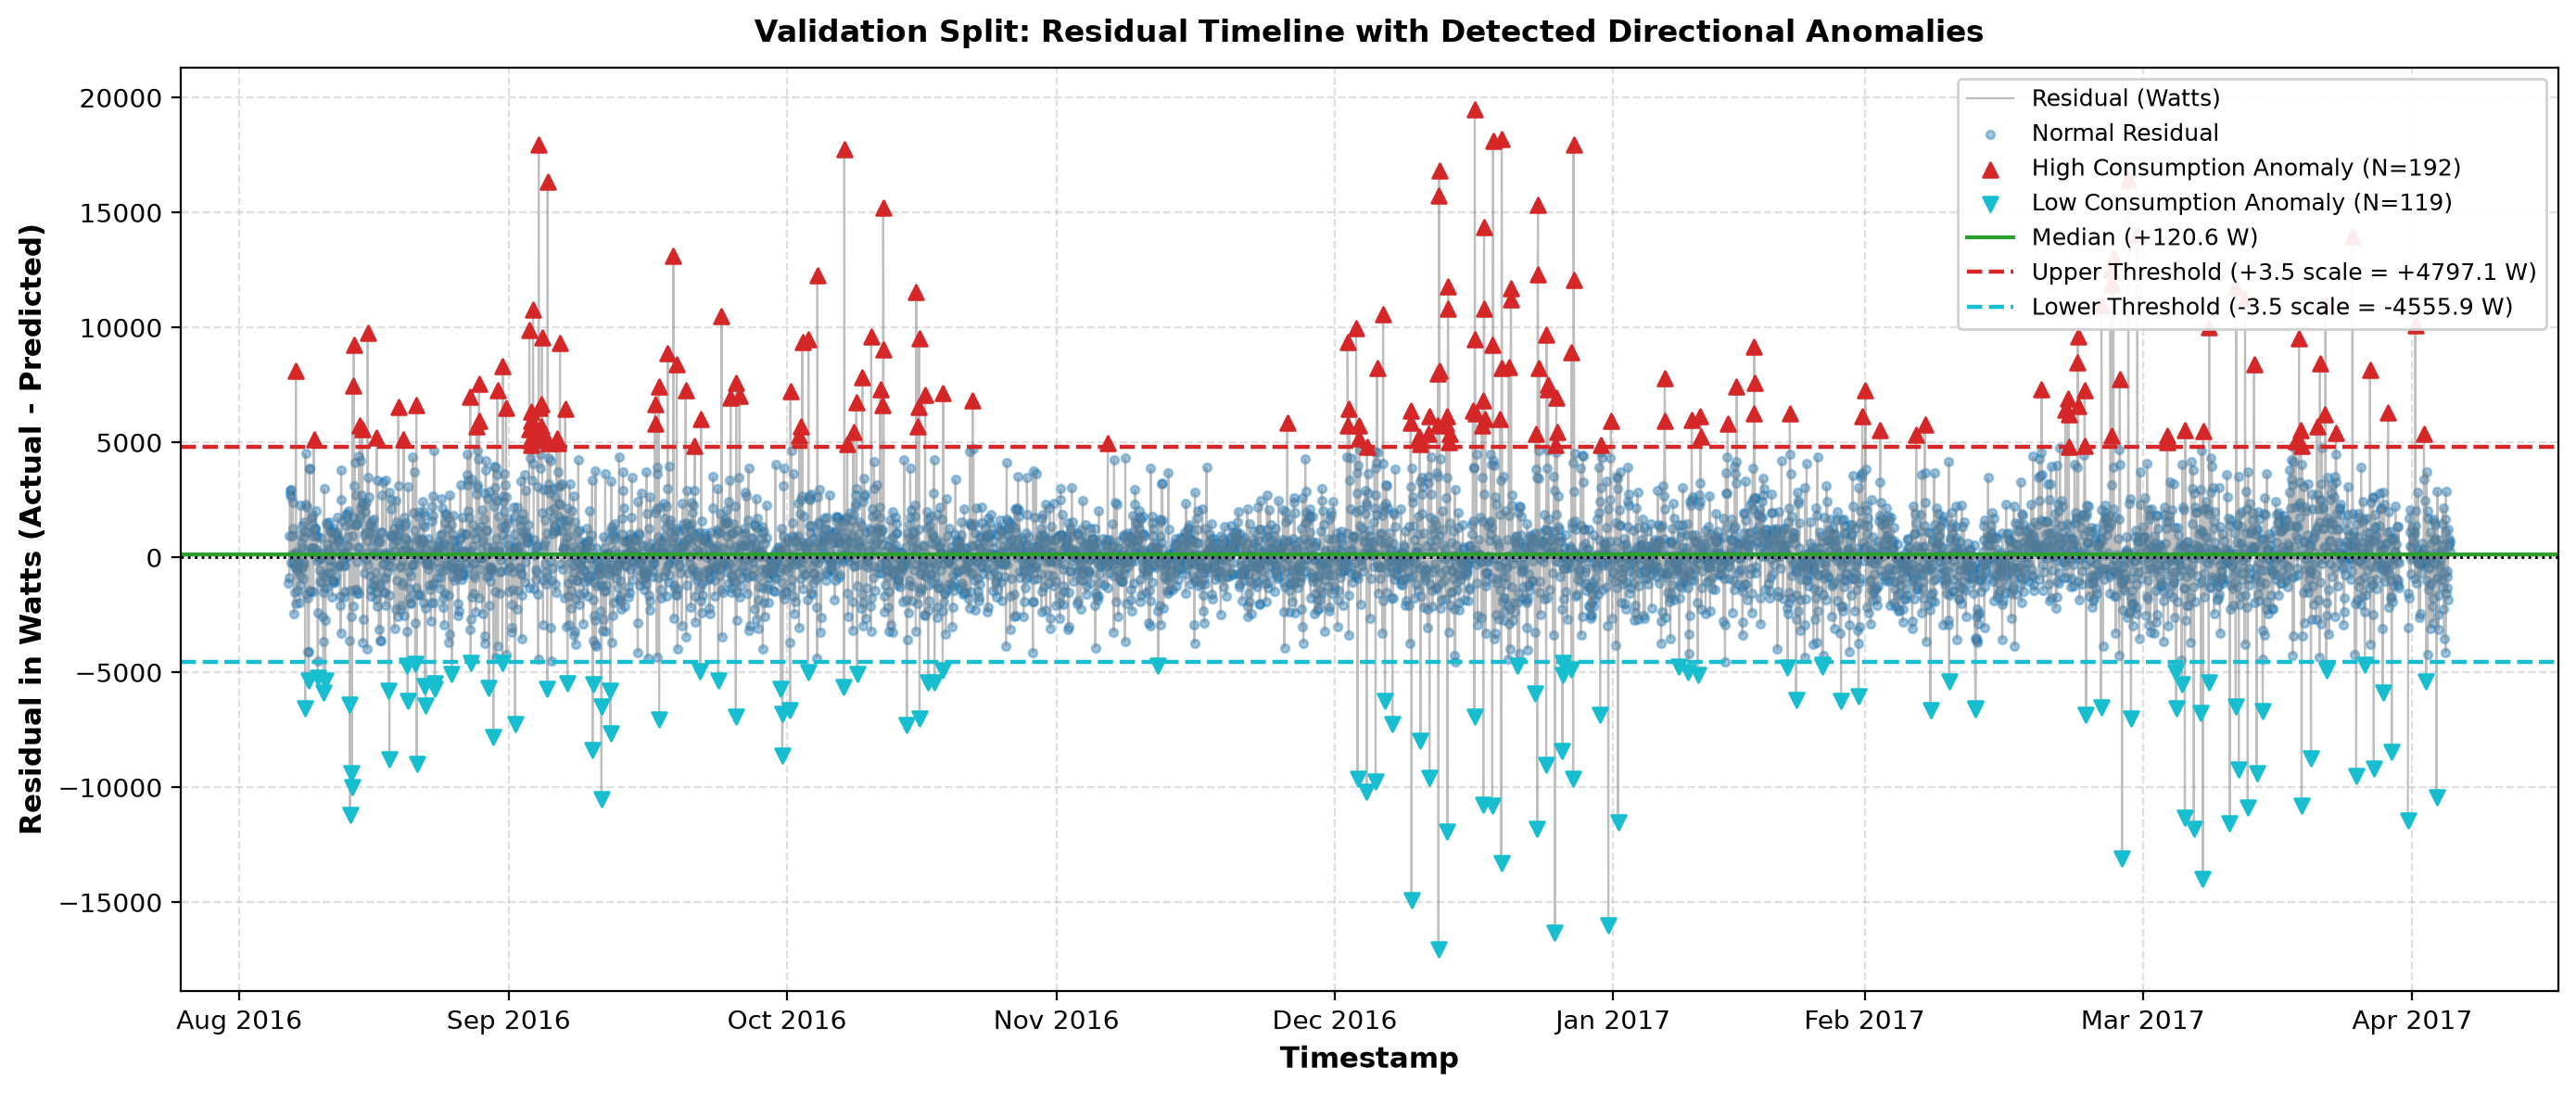 Validation Split: Residual Timeline with Detected Directional Anomalies
Residual in Watts (Actual - Predicted)
20000
15000
10000
5000
0
−5000
−10000
−15000
Residual (Watts)
Normal Residual
High Consumption Anomaly (N=192)
Low Consumption Anomaly (N=119)
Median (+120.6 W)
Upper Threshold (+3.5 scale = +4797.1 W)
Lower Threshold (-3.5 scale = -4555.9 W)
Aug 2016
Sep 2016
Oct 2016
Nov 2016
Dec 2016
Jan 2017
Feb 2017
Mar 2017
Apr 2017
Timestamp